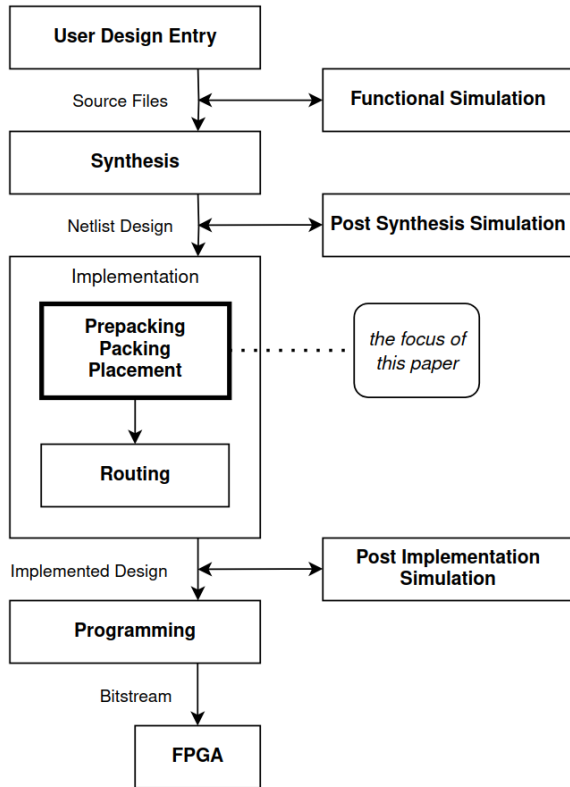 User Design Entry
Source Files
Functional Simulation
Synthesis
Netlist Design
Post Synthesis Simulation
Implementation
Prepacking
Packing
Placement
the focus of
this paper
Routing
Implemented Design
Post Implementation
Simulation
Programming
Bitstream
FPGA